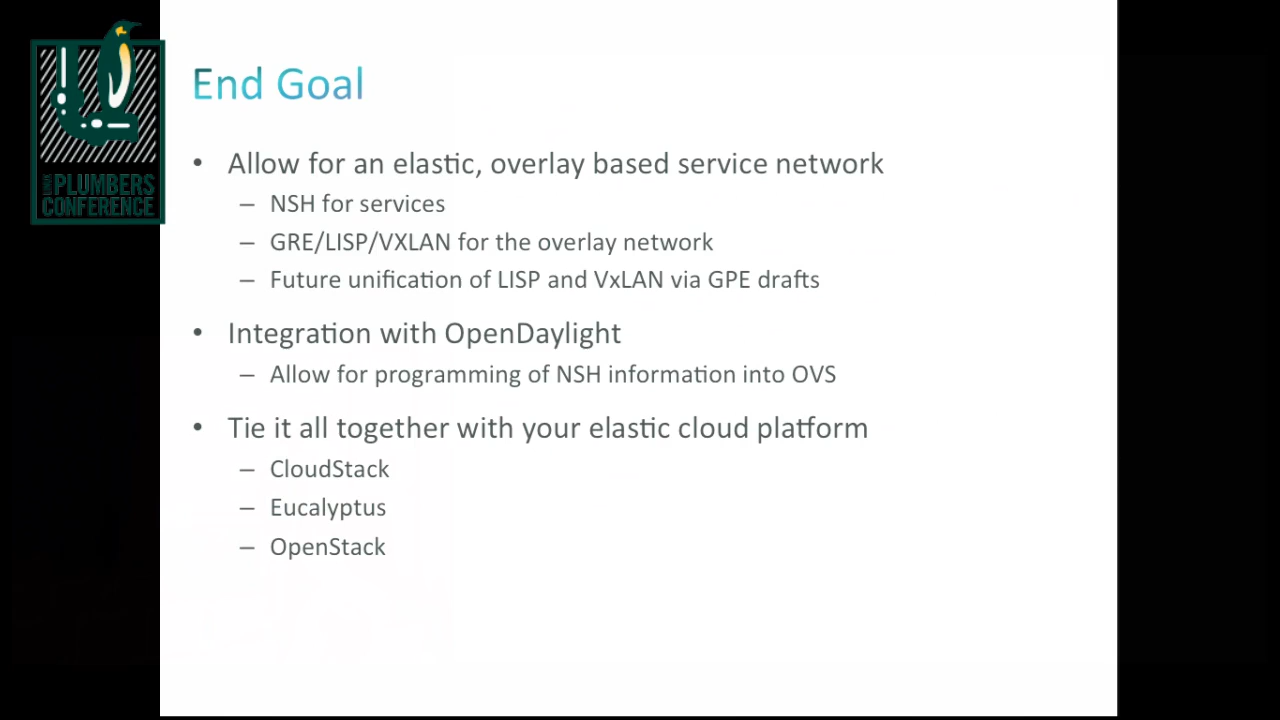 End Goal
• Allow for an elastic, overlay based service network
– NSH for services
– GRE/LISP/VXLAN for the overlay network
– Future unification of LISP and VxLAN via GPE drafts
• Integration with OpenDaylight
– Allow for programming of NSH information into OVS
• Tie it all together with your elastic cloud platform
– CloudStack
– Eucalyptus
– OpenStack
LINUX PLUMBERS
CONFERENCE